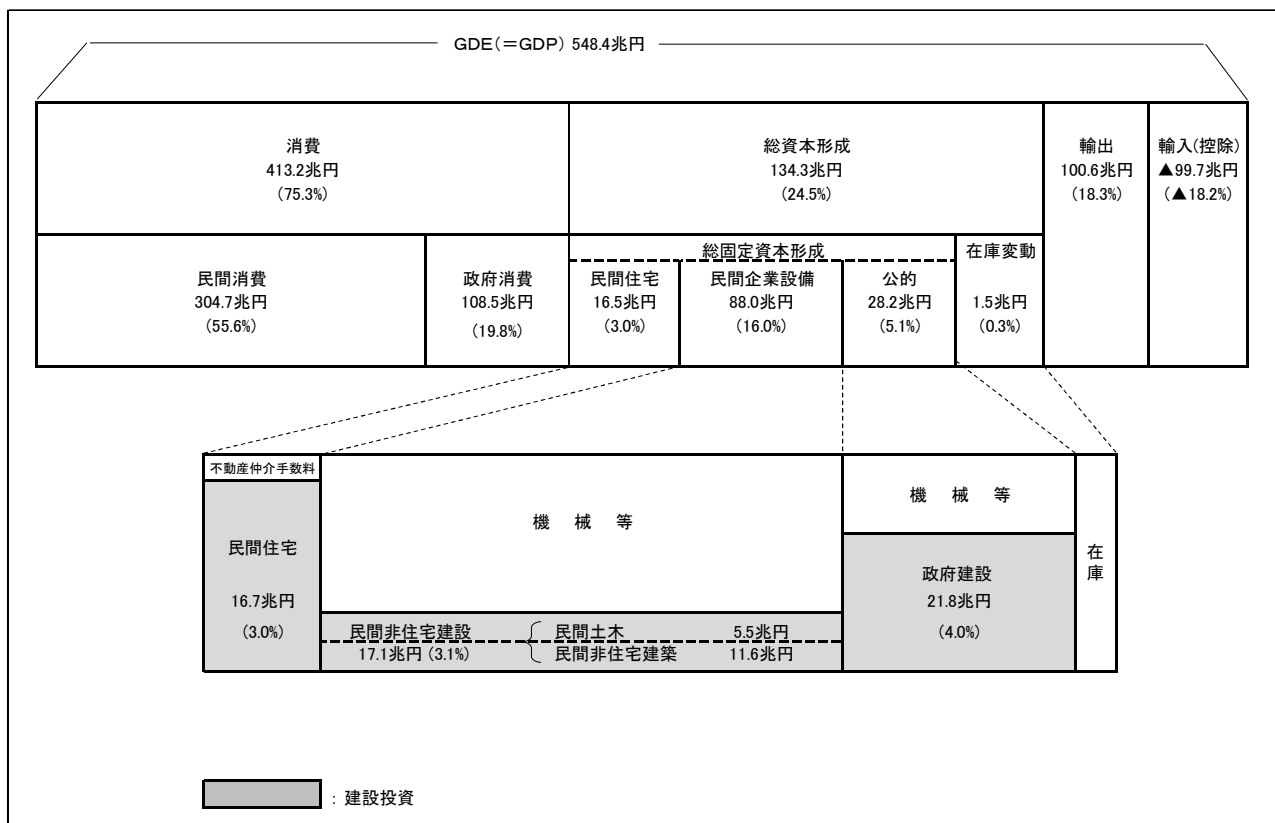 GDE(=GDP) 548.4兆円
消費
413.2兆円
(75.3%)
総資本形成
134.3兆円
(24.5%)
輸出
100.6兆円
(18.3%)
輸入(控除)
▲99.7兆円
(▲18.2%)
民間消費
304.7兆円
(55.6%)
政府消費
108.5兆円
(19.8%)
総固定資本形成
民間住宅
16.5兆円
(3.0%)
民間企業設備
88.0兆円
(16.0%)
公的
28.2兆円
(5.1%)
在庫変動
1.5兆円
(0.3%)
不動産仲介手数料
民間住宅
16.7兆円
(3.0%)
機 械 等
民間非住宅建設
17.1兆円 (3.1%)
民間土木 5.5兆円
民間非住宅建築 11.6兆円
機 械 等
政府建設
21.8兆円
(4.0%)
在庫
: 建設投資